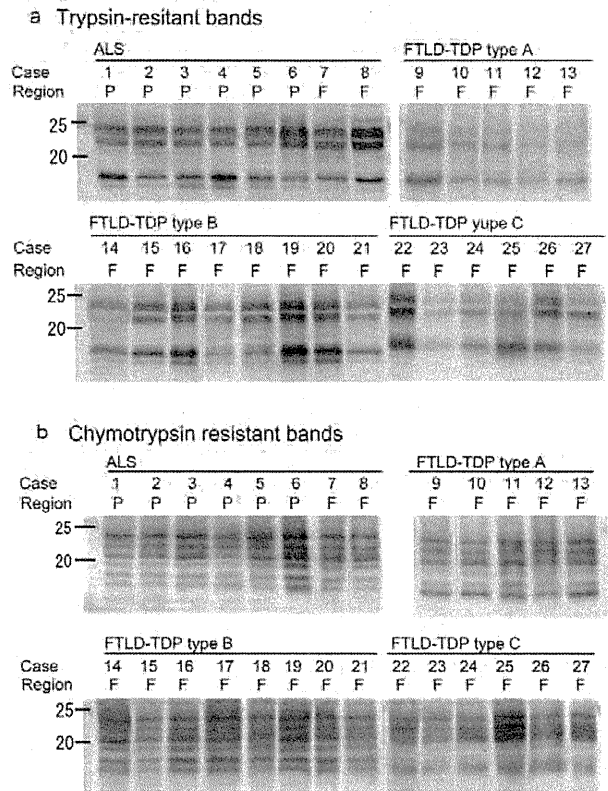 a Trypsin-resitant bands
ALS FTLD-TDP type A
Case 1 2 3 4 5 6 7 8 9 10 11 12 13
Region P P P P P P F F F F F F F
25
20
FTLD-TDP type B FTLD-TDP yupe C
Case 14 15 16 17 18 19 20 21 22 23 24 25 26 27
Region F F F F F F F F F F F F F F
25
20
b Chymotrypsin resistant bands
ALS FTLD-TDP type A
Case 1 2 3 4 5 6 7 8 9 10 11 12 13
Region P P P P P P F F F F F F F
25
20
FTLD-TDP type B FTLD-TDP type C
Case 14 15 16 17 18 19 20 21 22 23 24 25 26 27
Region F F F F F F F F F F F F F F
25
20